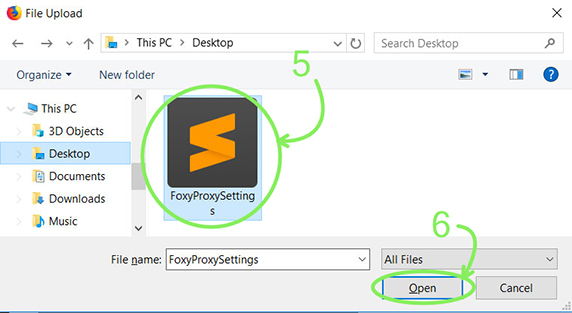 File Upload
This PC > Desktop
Search Desktop
Organize
New folder
5
This PC
3D Objects
Desktop
Documents
Downloads
Music
FoxyProxySetting
s
6
File name:
FoxyProxySettings
All Files
Open
Cancel